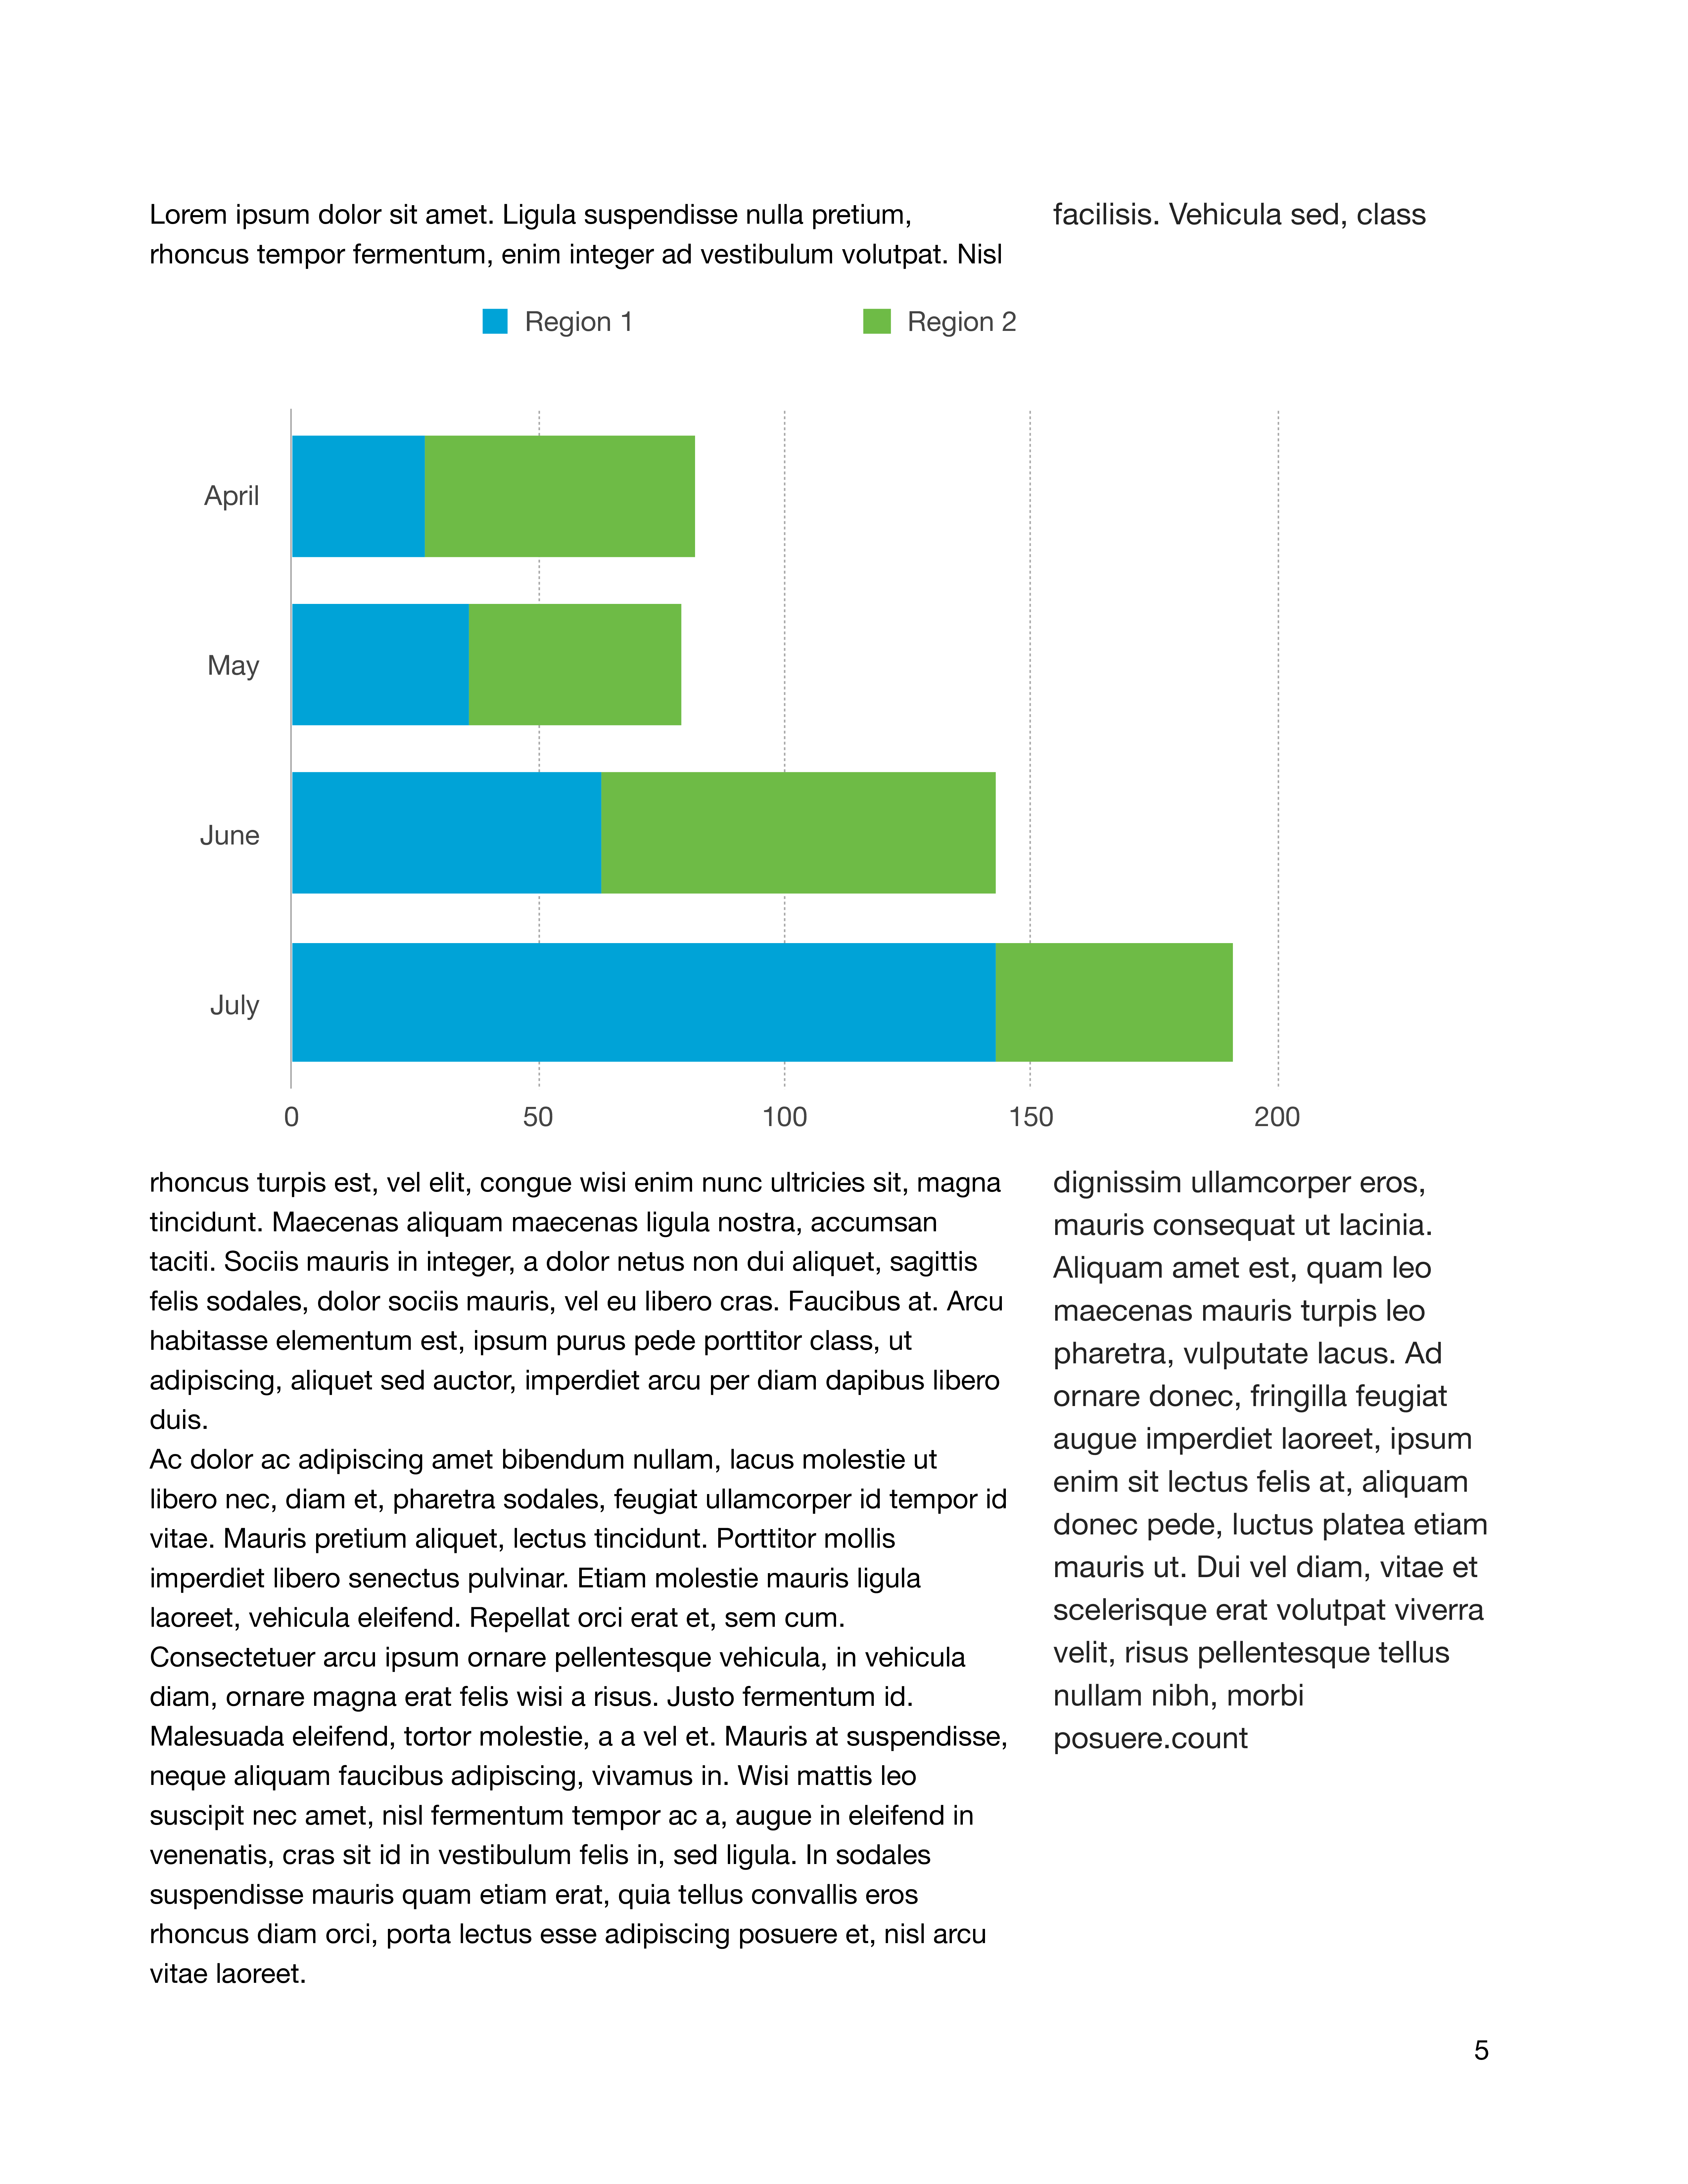 Lorem ipsum dolor sit amet. Ligula suspendisse nulla pretium,
rhoncus tempor fermentum, enim integer ad vestibulum volutpat. Nisl
facilisis. Vehicula sed, class
Region 1
Region 2
April
May
June
July
0
50
100
150
200
rhoncus turpis est, vel elit, congue wisi enim nunc ultricies sit, magna
tincidunt. Maecenas aliquam maecenas ligula nostra, accumsan
taciti. Sociis mauris in integer, a dolor netus non dui aliquet, sagittis
felis sodales, dolor sociis mauris, vel eu libero cras. Faucibus at. Arcu
habitasse elementum est, ipsum purus pede porttitor class, ut
adipiscing, aliquet sed auctor, imperdiet arcu per diam dapibus libero
duis.
Ac dolor ac adipiscing amet bibendum nullam, lacus molestie ut
libero nec, diam et, pharetra sodales, feugiat ullamcorper id tempor id
vitae. Mauris pretium aliquet, lectus tincidunt. Porttitor mollis
imperdiet libero senectus pulvinar. Etiam molestie mauris ligula
laoreet, vehicula eleifend. Repellat orci erat et, sem cum.
Consectetuer arcu ipsum ornare pellentesque vehicula, in vehicula
diam, ornare magna erat felis wisi a risus. Justo fermentum id.
Malesuada eleifend, tortor molestie, a a vel et. Mauris at suspendisse,
neque aliquam faucibus adipiscing, vivamus in. Wisi mattis leo
suscipit nec amet, nisl fermentum tempor ac a, augue in eleifend in
venenatis, cras sit id in vestibulum felis in, sed ligula. In sodales
suspendisse mauris quam etiam erat, quia tellus convallis eros
rhoncus diam orci, porta lectus esse adipiscing posuere et, nisl arcu
vitae laoreet.
dignissim ullamcorper eros,
mauris consequat ut lacinia.
Aliquam amet est, quam leo
maecenas mauris turpis leo
pharetra, vulputate lacus. Ad
ornare donec, fringilla feugiat
augue imperdiet laoreet, ipsum
enim sit lectus felis at, aliquam
donec pede, luctus platea etiam
mauris ut. Dui vel diam, vitae et
scelerisque erat volutpat viverra
velit, risus pellentesque tellus
nullam nibh, morbi
posuere.count
5